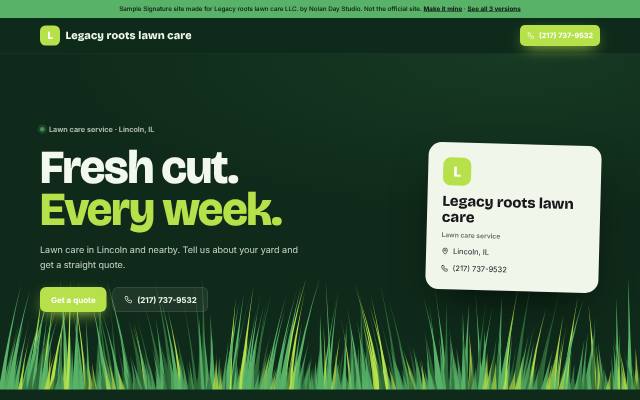 Sample Signature site made for Legacy roots lawn care LLC. by Nolan Day Studio. Not the official site. Make it mine · See all 3 versions
L Legacy roots lawn care
(217) 737-9532
Lawn care service · Lincoln, IL
Fresh cut.
Every week.
Lawn care in Lincoln and nearby. Tell us about your yard and
get a straight quote.
Get a quote
(217) 737-9532
L
Legacy roots lawn
care
Lawn care service
Lincoln, IL
(217) 737-9532